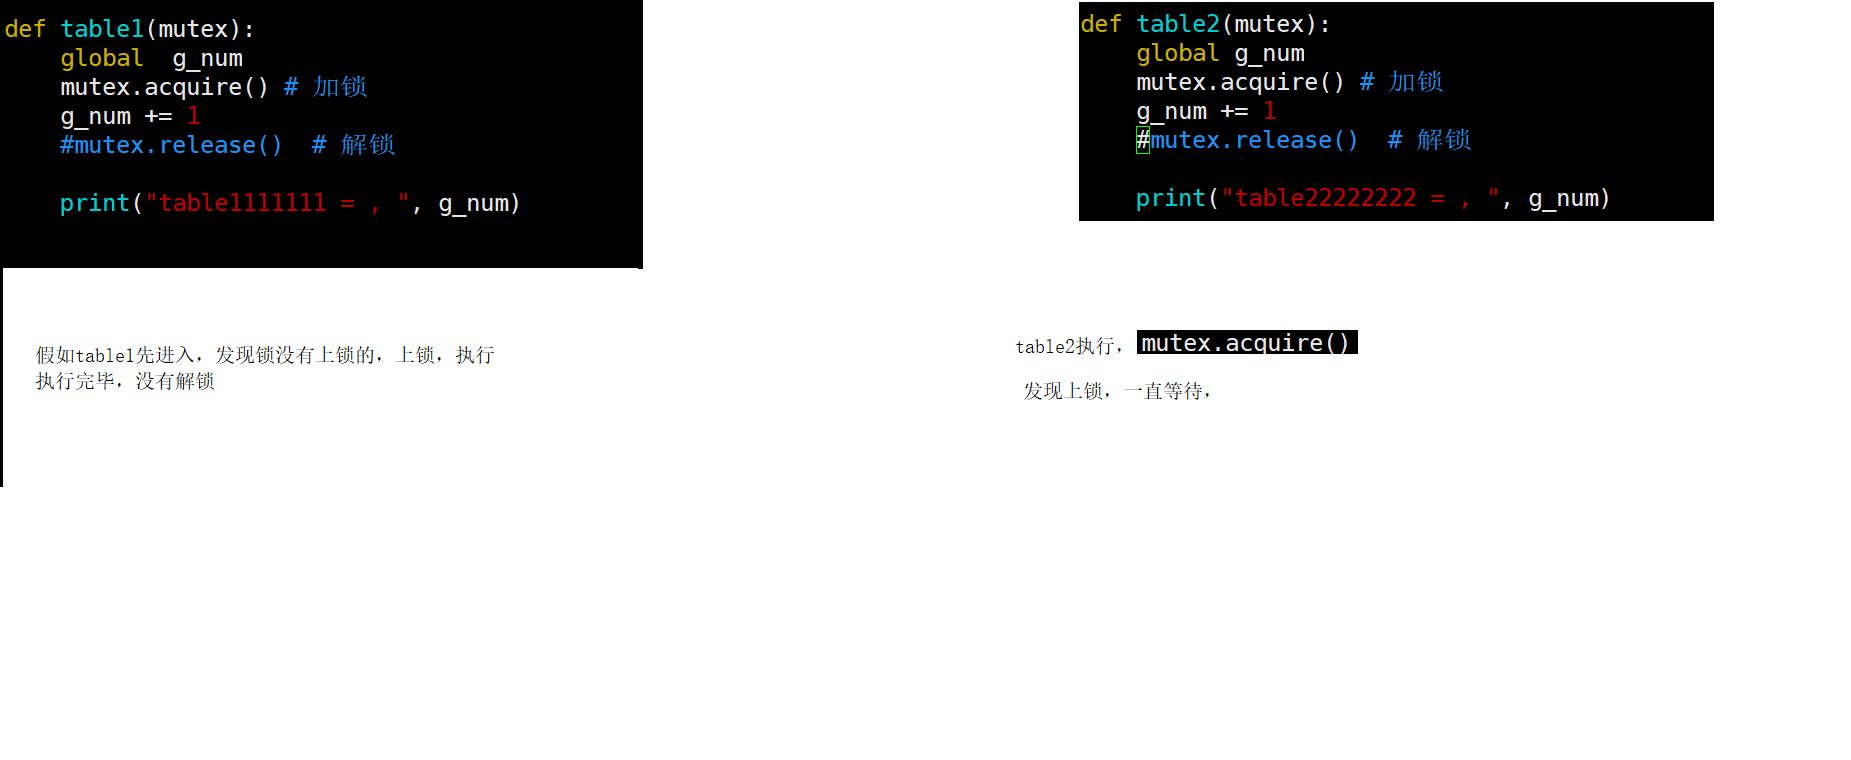 def table1(mutex):
    global  g_num
    mutex.acquire() # 加锁
    g_num += 1
    #mutex.release()  # 解锁
    print("table1111111 = , ", g_num)
假如table1先进入，发现锁没有上锁的，上锁，执行
执行完毕，没有解锁
def table2(mutex):
    global g_num
    mutex.acquire() # 加锁
    g_num += 1
    #mutex.release()  # 解锁
    print("table22222222 = , ", g_num)
table2执行， mutex.acquire()
发现上锁，一直等待，